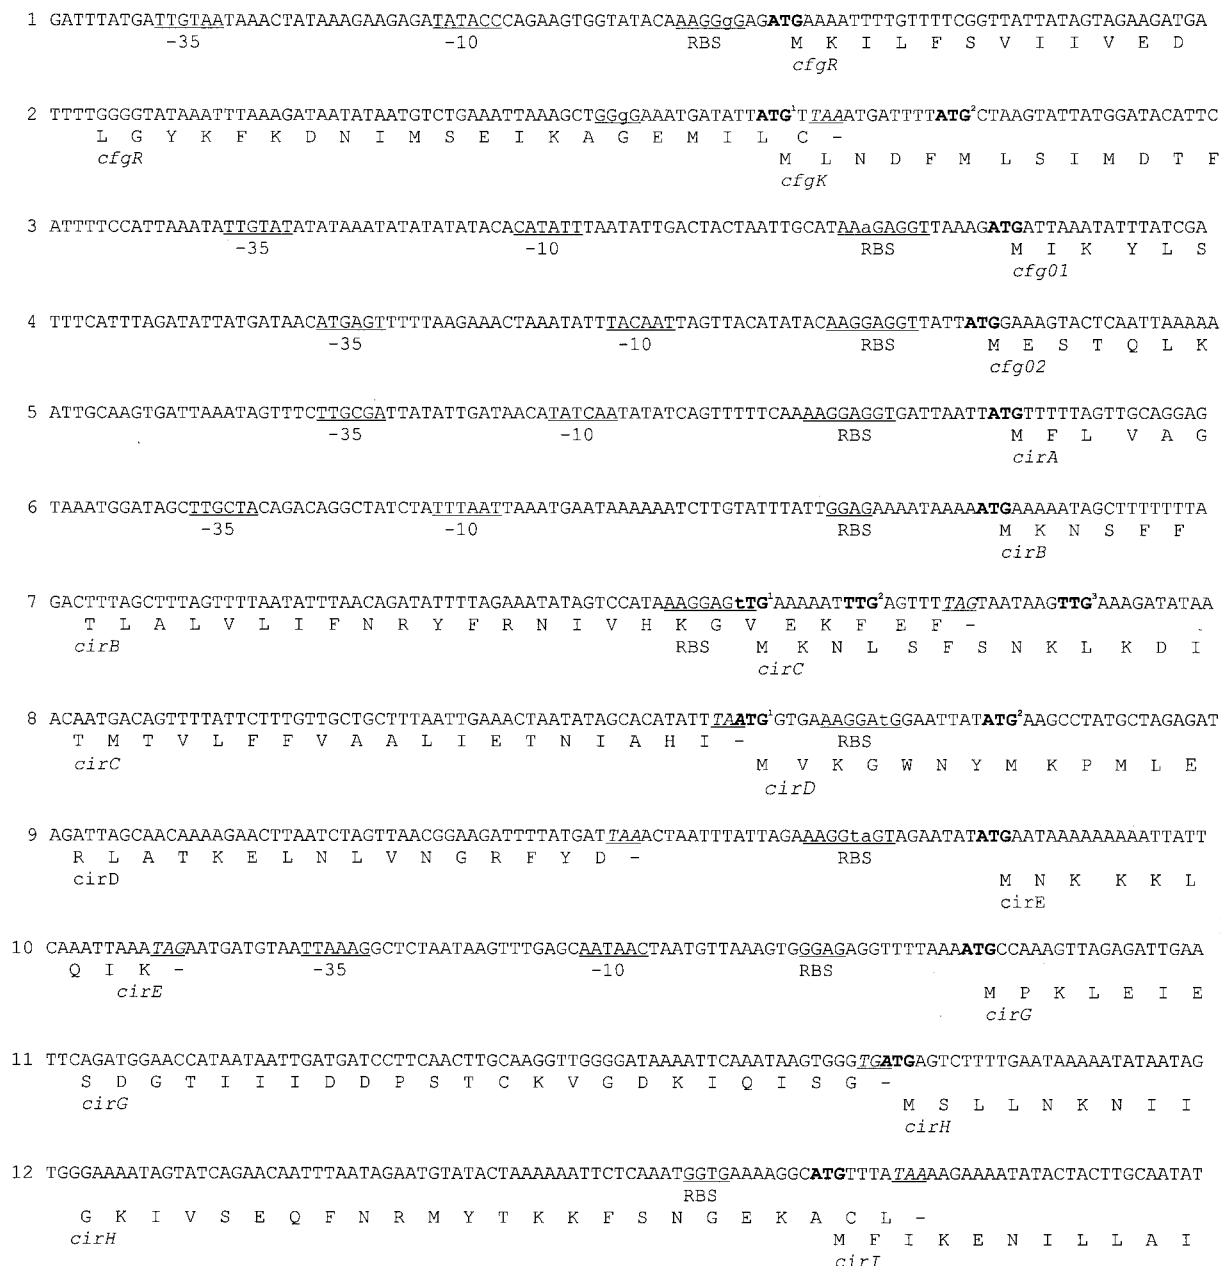 1 GATTTATGATTGTAATAAACTATAAAGAAGAGATATACCCAGAAGTGGTATACAAAGGgGAGATGAAAATTTTGTTTTCGGTTATTATAGTAGAAGATGA
-35 -10 RBS M K I L F S V I I V E D
cfgR
2 TTTTGGGGTATAAATTTAAAGATAATATAATGTCTGAAATTAAAGCTGGgGAAATGATATTATG¹TTAAATGATTTTATG²CTAAGTATTATGGATACATTC
L G Y K F K D N I M S E I K A G E M I L C -
cfgR
M L N D F M L S I M D T F
cfgK
3 ATTTTCCATTAAATATTGTATATATAAATATATATATACACATATTTAATATTGACTACTAATTGCATAAaGAGGTTAAAGATGATTAAATATTTATCGA
-35 -10 RBS M I K Y L S
cfg01
4 TTTCATTTAGATATTATGATAACATGAGTTTTTAAGAAACTAAATATTTACAATTAGTTACATATACAAGGAGGTTATTATGGAAAGTACTCAATTAAAAA
-35 -10 RBS M E S T Q L K
cfg02
5 ATTGCAAGTGATTAAATAGTTTCTTGCGATTATATTGATAACATATCAATATATCAGTTTTTCAAAAGGAGGTGATTAATTATGTTTTTAGTTGCAGGAG
-35 -10 RBS M F L V A G
cirA
6 TAAATGGATAGCTTGCTACAGACAGGCTATCTATTTAATTAAATGAATAAAAAATCTTGTATTTATTGGAGAAAATAAAAATGAAAAATAGCTTTTTTTA
-35 -10 RBS M K N S F F
cirB
7 GACTTTAGCTTTAGTTTTAATATTTAACAGATATTTTAGAAATATAGTCCATAAAGGAGtTG¹AAAAATTTG²AGTTTTAGTAATAAGTTG³AAAGATATAA
T L A L V L I F N R Y F R N I V H K G V E K F E F -
cirB RBS M K N L S F S N K L K D I
cirC
8 ACAATGACAGTTTTATTCTTTGTTGCTGCTTTAATTGAAACTAATATAGCACATATTTAATG¹GTGAAAGGATGGAATTATATG²AAGCCTATGCTAGAGAT
T M T V L F F V A A L I E T N I A H I - RBS
cirC M V K G W N Y M K P M L E
cirD
9 AGATTAGCAACAAAAGAACTTAATCTAGTTAACGGAAGATTTTATGATTAAACTAATTTATTAGAAAGGtaGTAGAATATATGAATAAAAAAAAATTATT
R L A T K E L N L V N G R F Y D - RBS
cirD M N K K K L
cirE
10 CAAATTAAATAGAATGATGTAATTAAAGGCTCTAATAAGTTTGAGCAATAACTAATGTTAAAGTGGGAGAGGTTTTAAAATGCCAAAGTTAGAGATTGAA
Q I K - -35 -10 RBS
cirE M P K L E I E
cirG
11 TTCAGATGGAACCATAATAATTGATGATCCTTCAACTTGCAAGGTTGGGGATAAAATTCAAATAAGTGGGTGATGAGTCTTTTGAATAAAAATATAATAG
S D G T I I I D D P S T C K V G D K I Q I S G -
cirG M S L L N K N I I
cirH
12 TGGGAAAATAGTATCAGAACAATTTAATAGAATGTATACTAAAAAATTCTCAAATGGTGAAAAGGCATGTTTATAAAAGAAAATATACTACTTGCAATAT
RBS
G K I V S E Q F N R M Y T K K F S N G E K A C L -
cirH M F I K E N I L L A I
cirI